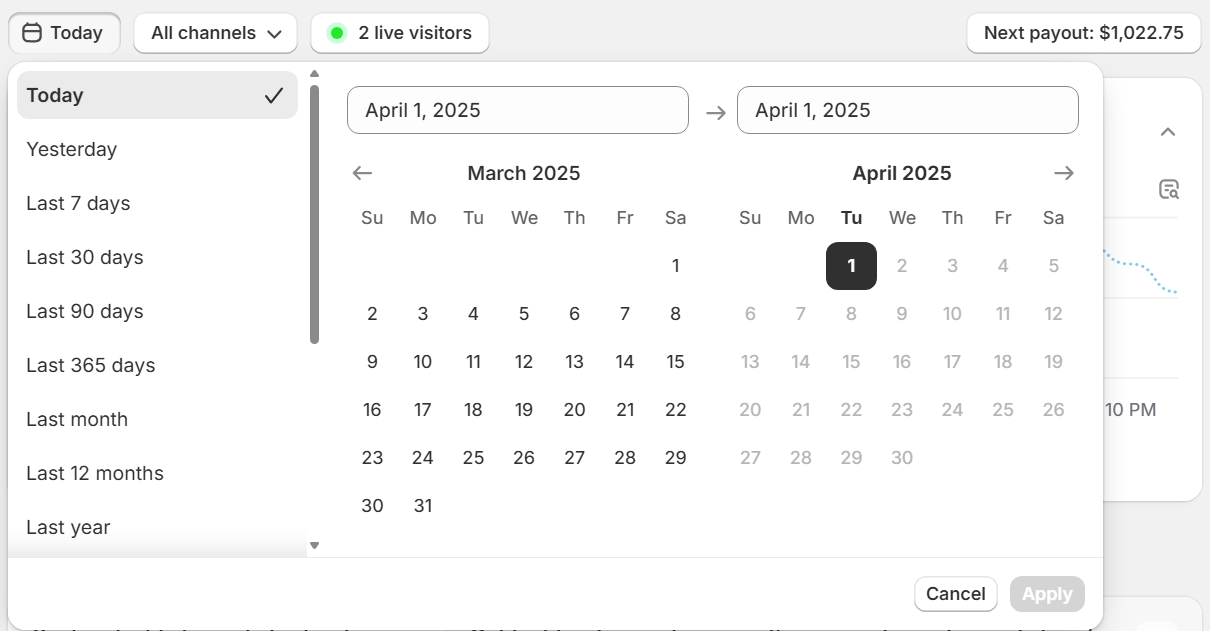 Today All channels 2 live visitors Next payout: $1,022.75
Today
Yesterday
Last 7 days
Last 30 days
Last 90 days
Last 365 days
Last month
Last 12 months
Last year
April 1, 2025 → April 1, 2025
← March 2025
Su Mo Tu We Th Fr Sa
1
2 3 4 5 6 7 8
9 10 11 12 13 14 15
16 17 18 19 20 21 22
23 24 25 26 27 28 29
30 31
April 2025 →
Su Mo Tu We Th Fr Sa
1 2 3 4 5
6 7 8 9 10 11 12
13 14 15 16 17 18 19
20 21 22 23 24 25 26
27 28 29 30
10 PM
Cancel Apply